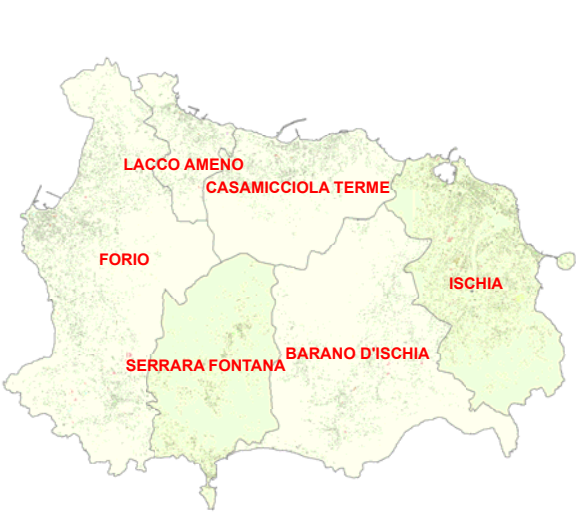 LACCO AMENO
CASAMICCIOLA TERME
FORIO
ISCHIA
BARANO D'ISCHIA
SERRARA FONTANA